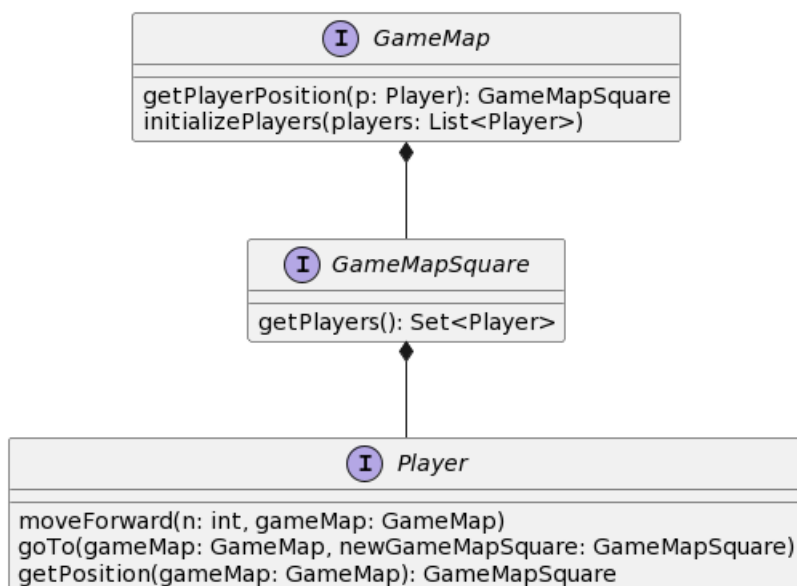 I GameMap
getPlayerPosition(p: Player): GameMapSquare
initializePlayers(players: List<Player>)
I GameMapSquare
getPlayers(): Set<Player>
I Player
moveForward(n: int, gameMap: GameMap)
goTo(gameMap: GameMap, newGameMapSquare: GameMapSquare)
getPosition(gameMap: GameMap): GameMapSquare